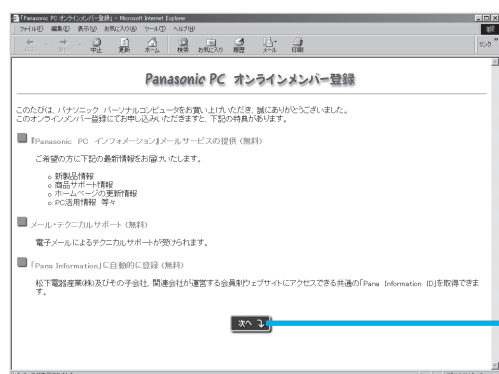 「Panasonic PC オンラインメンバー登録」 - Microsoft Internet Explorer
ファイル(F) 編集(E) 表示(V) お気に入り(A) ツール(T) ヘルプ(H)
中止 更新 ホーム 検索 お気に入り 履歴 メール 印刷
リンク
Panasonic PC オンラインメンバー登録
このたびは、パナソニック パーソナルコンピュータをお買い上げいただき、誠にありがとうございました。
このオンラインメンバー登録にてお申し込みいただきますと、下記の特典があります。
『Panasonic PC インフォメーション』メールサービスの提供 (無料)
ご希望の方に下記の最新情報をお届けいたします。
新製品情報
商品サポート情報
ホームページの更新情報
PC活用情報 等々
メール・テクニカルサポート (無料)
電子メールによるテクニカルサポートが受けられます。
「Pana Information」に自動的に登録 (無料)
松下電器産業(株)及びその子会社、関連会社が運営する会員制ウェブサイトにアクセスできる共通の「Pana Information ID」を取得できま
す。
次へ